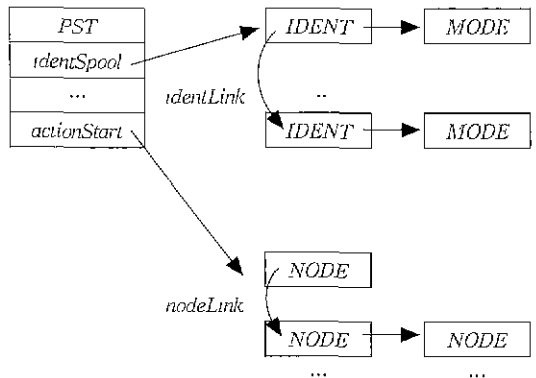 PST
identSpool
...
actionStart
IDENT
MODE
identLink
..
IDENT
MODE
NODE
nodeLink
NODE
NODE
...
...